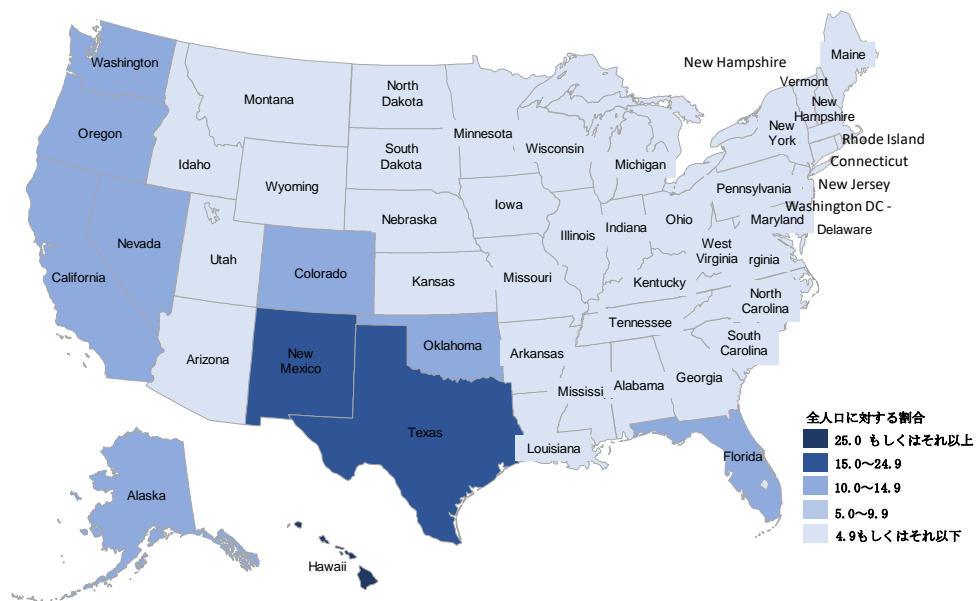 Washington
Oregon
California
Nevada
Idaho
Montana
Wyoming
Utah
Colorado
Arizona
New
Mexico
North
Dakota
South
Dakota
Nebraska
Kansas
Oklahoma
Texas
Minnesota
Iowa
Missouri
Arkansas
Louisiana
Wisconsin
Illinois
Michigan
Indiana
Ohio
Kentucky
Tennessee
Mississi
Alabama
Georgia
Florida
South
Carolina
North
Carolina
West
Virginia
rginia
Pennsylvania
New
York
Maryland
New Hampshire
Vermont
New
Hampshire
Maine
Rhode Island
Connecticut
New Jersey
Washington DC -
Delaware
Alaska
Hawaii
全人口に対する割合
25.0 もしくはそれ以上
15.0～24.9
10.0～14.9
5.0～9.9
4.9もしくはそれ以下